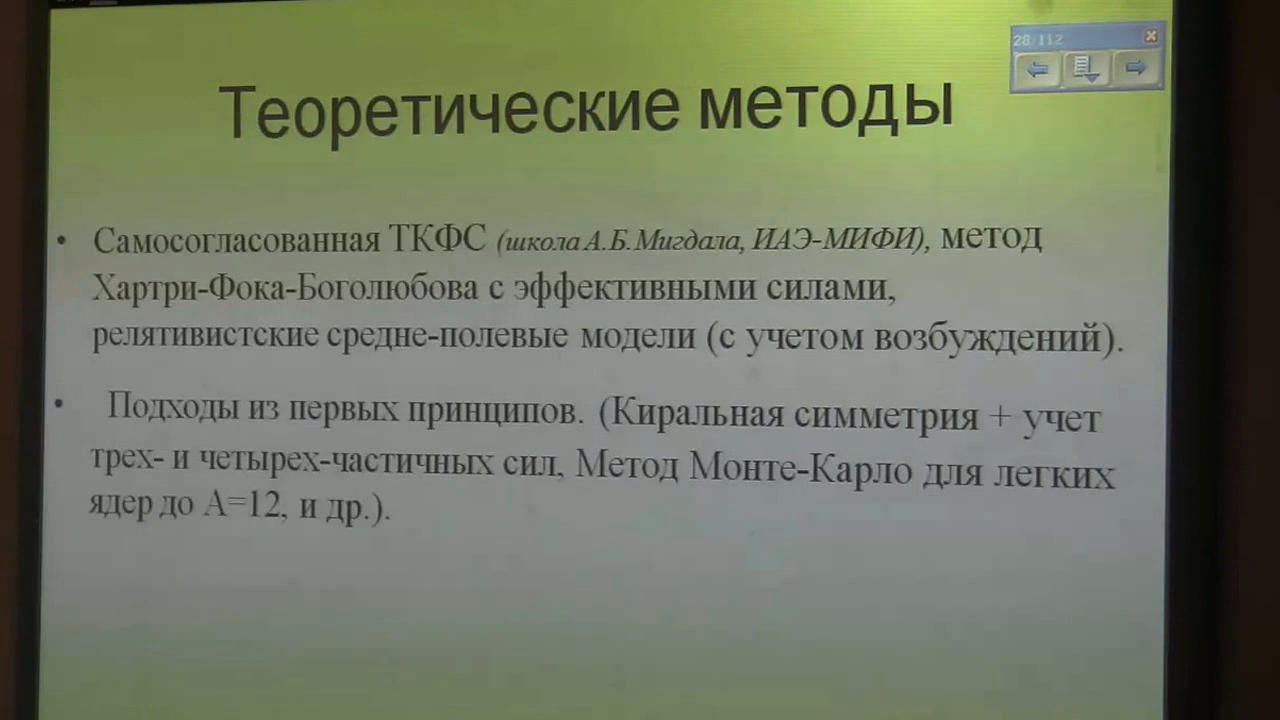 28/112
Теоретические методы
• Самосогласованная ТКФС (школа А.Б.Мигдала, ИАЭ-МИФИ), метод
Хартри-Фока-Боголюбова с эффективными силами,
релятивистские средне-полевые модели (с учетом возбуждений).
• Подходы из первых принципов. (Киральная симметрия + учет
трех- и четырех-частичных сил, Метод Монте-Карло для легких
ядер до А=12, и др.).